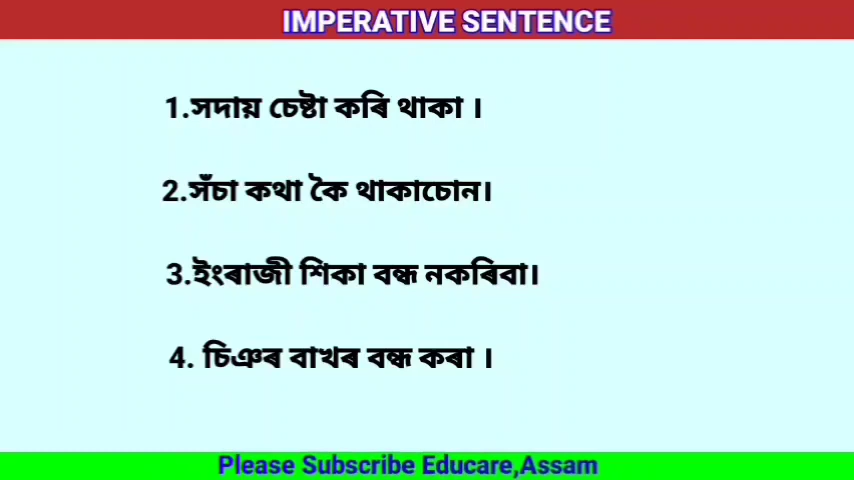 IMPERATIVE SENTENCE
1.সদায় চেষ্টা কৰি থাকা ।
2.সঁচা কথা কৈ থাকাচোন।
3.ইংৰাজী শিকা বন্ধ নকৰিবা।
4. চিঞৰ বাখৰ বন্ধ কৰা ।
Please Subscribe Educare,Assam